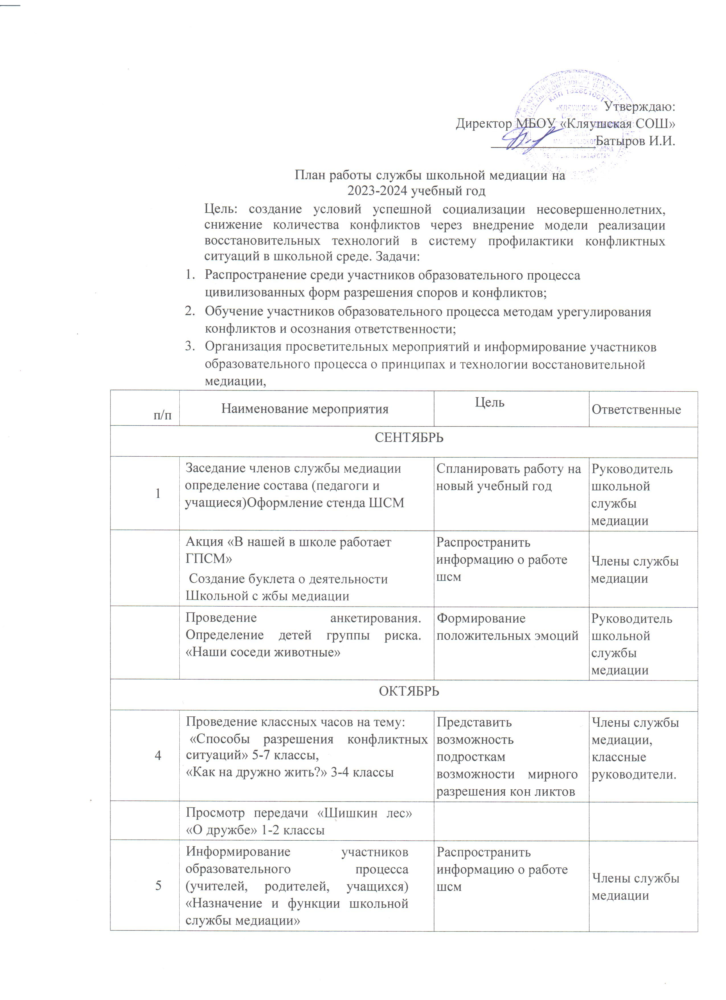 КПП 162601001
«КЛЯУШСКАЯ
Утверждаю:
Директор МБОУ «Кляушская СОШ»
Батыров И.И.
План работы службы школьной медиации на
2023-2024 учебный год
Цель: создание условий успешной социализации несовершеннолетних,
снижение количества конфликтов через внедрение модели реализации
восстановительных технологий в систему профилактики конфликтных
ситуаций в школьной среде. Задачи:
1. Распространение среди участников образовательного процесса
цивилизованных форм разрешения споров и конфликтов;
2. Обучение участников образовательного процесса методам урегулирования
конфликтов и осознания ответственности;
3. Организация просветительных мероприятий и информирование участников
образовательного процесса о принципах и технологии восстановительной
медиации,
п/п
Наименование мероприятия
Цель
Ответственные
СЕНТЯБРЬ
1
Заседание членов службы медиации
определение состава (педагоги и
учащиеся)Оформление стенда ШСМ
Спланировать работу на
новый учебный год
Руководитель
школьной
службы
медиации
Акция «В нашей в школе работает
ГПСМ»
Создание буклета о деятельности
Школьной с жбы медиации
Распространить
информацию о работе
шсм
Члены службы
медиации
Проведение анкетирования.
Определение детей группы риска.
«Наши соседи животные»
Формирование
положительных эмоций
Руководитель
школьной
службы
медиации
ОКТЯБРЬ
4
Проведение классных часов на тему:
«Способы разрешения конфликтных
ситуаций» 5-7 классы,
«Как на дружно жить?» 3-4 классы
Представить
возможность
подросткам
возможности мирного
разрешения кон ликтов
Члены службы
медиации,
классные
руководители.
Просмотр передачи «Шишкин лес»
«О дружбе» 1-2 классы
5
Информирование участников
образовательного процесса
(учителей, родителей, учащихся)
«Назначение и функции школьной
службы медиации»
Распространить
информацию о работе
шсм
Члены службы
медиации